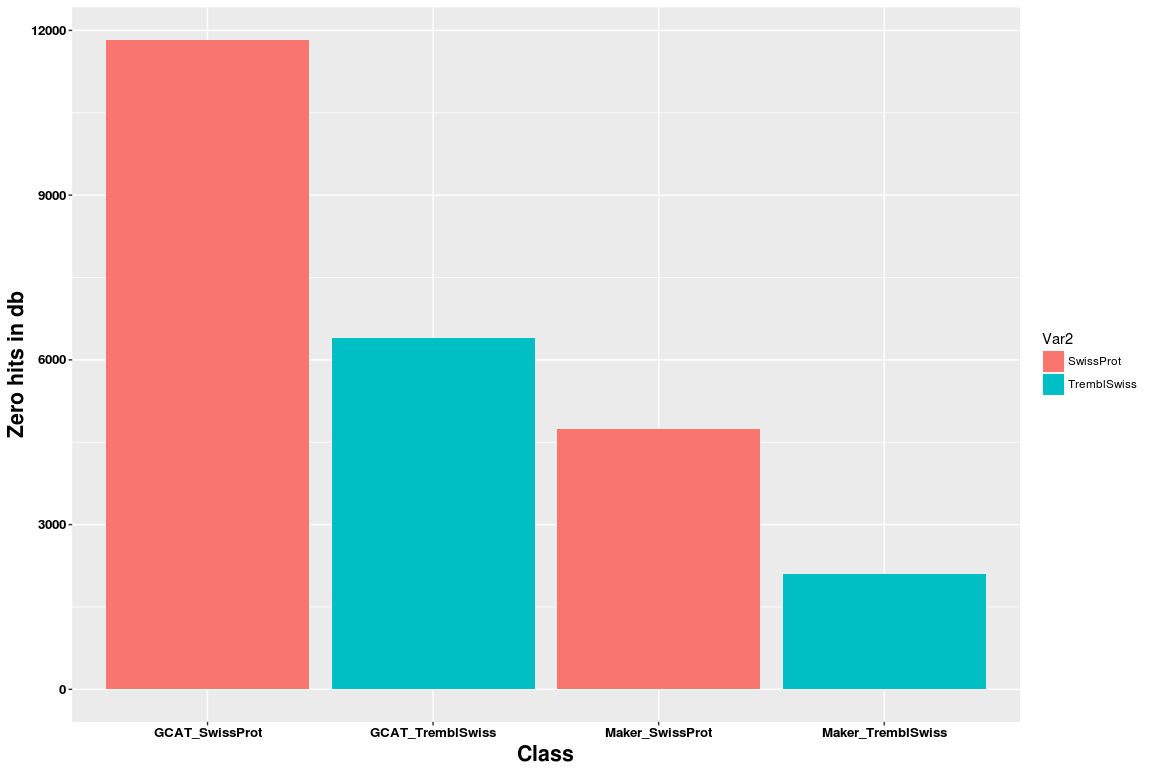 Zero hits in db
12000
9000
6000
3000
0
GCAT_SwissProt
GCAT_TremblSwiss
Maker_SwissProt
Maker_TremblSwiss
Class
Var2
SwissProt
TremblSwiss